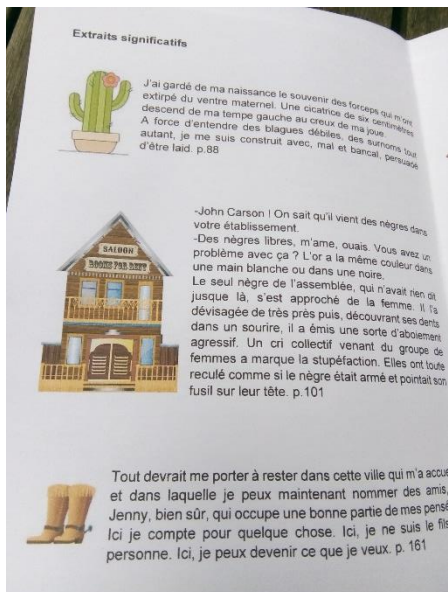 Extraits significatifs
J'ai gardé de ma naissance le souvenir des forceps qui m'ont
extirpé du ventre maternel. Une cicatrice de six centimètres
descend de ma tempe gauche au creux de ma joue.
A force d'entendre des blagues débiles, des surnoms tout
autant, je me suis construit avec, mal et bancal, persuadé
d'être laid. p.88
-John Carson ! On sait qu'il vient des nègres dans
votre établissement.
-Des nègres libres, m'ame, ouais. Vous avez un
problème avec ça ? L'or a la même couleur dans
une main blanche ou dans une noire.
Le seul nègre de l'assemblée, qui n'avait rien dit
jusque là, s'est approché de la femme. Il l'a
dévisagée de très près puis, découvrant ses dents
dans un sourire, il a émis une sorte d'aboiement
agressif. Un cri collectif venant du groupe de
femmes a marque la stupéfaction. Elles ont toute
reculé comme si le nègre était armé et pointait son
fusil sur leur tête. p.101
SALOON
ROOMS FOR RENT
Tout devrait me porter à rester dans cette ville qui m'a accue
et dans laquelle je peux maintenant nommer des amis,
Jenny, bien sûr, qui occupe une bonne partie de mes pensé
Ici je compte pour quelque chose. Ici, je ne suis le fils
personne. Ici, je peux devenir ce que je veux. p. 161